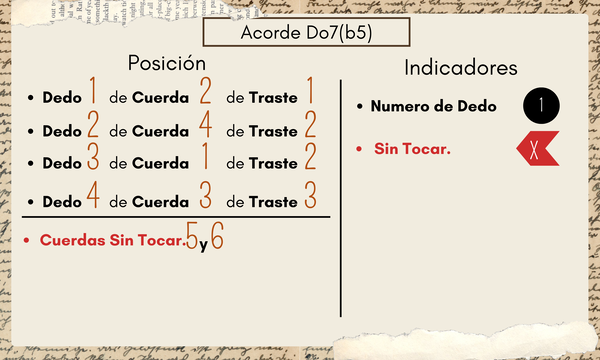 Acorde Do7(b5)
Posición
• Dedo 1 de Cuerda 2 de Traste 1
• Dedo 2 de Cuerda 4 de Traste 2
• Dedo 3 de Cuerda 1 de Traste 2
• Dedo 4 de Cuerda 3 de Traste 3
• Cuerdas Sin Tocar. 5 y 6
Indicadores
• Numero de Dedo 1
• Sin Tocar. X